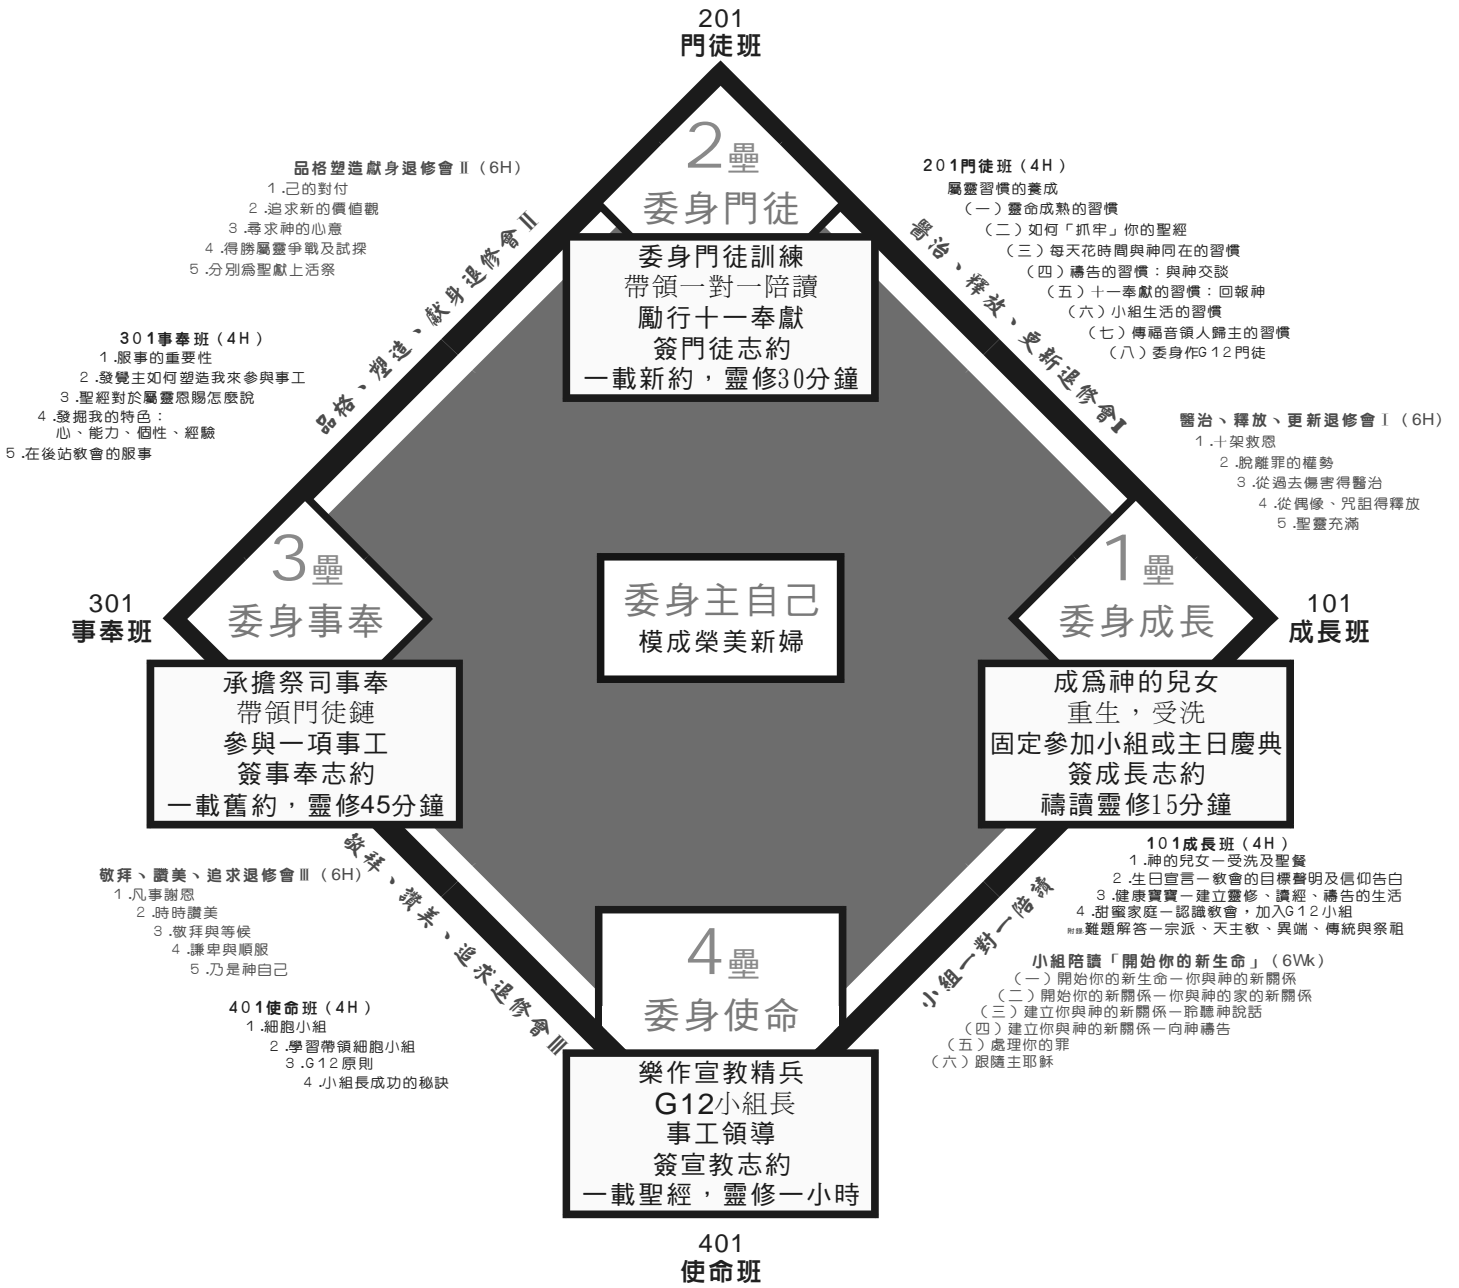 201
門徒班
2壘
委身門徒
委身門徒訓練
帶領一對一陪讀
勵行十一奉獻
簽門徒志約
一載新約，靈修30分鐘
品格塑造獻身退修會Ⅱ（6H）
1.己的對付
2.追求新的價值觀
3.尋求神的心意
4.得勝屬靈爭戰及試探
5.分別爲聖獻上活祭
品格、塑造、獻身退修會Ⅱ
301事奉班（4H）
1.服事的重要性
2.發覺主如何塑造我來參與事工
3.聖經對於屬靈恩賜怎麼說
4.發掘我的特色：
心、能力、個性、經驗
5.在後站教會的服事
201門徒班（4H）
屬靈習慣的養成
（一）靈命成熟的習慣
（二）如何「抓牢」你的聖經
（三）每天花時間與神同在的習慣
（四）禱告的習慣：與神交談
（五）十一奉獻的習慣：回報神
（六）小組生活的習慣
（七）傳福音領人歸主的習慣
（八）委身作G12門徒
醫治、釋放、更新退修會Ⅰ
醫治、釋放、更新退修會Ⅰ（6H）
1.十架救恩
2.脫離罪的權勢
3.從過去傷害得醫治
4.從偶像、咒詛得釋放
5.聖靈充滿
301
事奉班
3壘
委身事奉
承擔祭司事奉
帶領門徒鏈
參與一項事工
簽事奉志約
一載舊約，靈修45分鐘
委身主自己
模成榮美新婦
1壘
委身成長
101
成長班
成爲神的兒女
重生，受洗
固定參加小組或主日慶典
簽成長志約
禱讀靈修15分鐘
敬拜、讚美、追求退修會Ⅲ（6H）
1.凡事謝恩
2.時時讚美
3.敬拜與等候
4.謙卑與順服
5.乃是神自己
敬拜、讚美、追求退修會Ⅲ
401使命班（4H）
1.細胞小組
2.學習帶領細胞小組
3.G12原則
4.小組長成功的秘訣
101成長班（4H）
1.神的兒女－受洗及聖餐
2.生日宣言－教會的目標聲明及信仰告白
3.健康寶寶－建立靈修、讀經、禱告的生活
4.甜蜜家庭－認識教會，加入G12小組
附錄.難題解答－宗派、天主教、異端、傳統與祭祖
小組一對一陪讀
小組陪讀「開始你的新生命」（6Wk）
（一）開始你的新生命－你與神的新關係
（二）開始你的新關係－你與神的家的新關係
（三）建立你與神的新關係－聆聽神說話
（四）建立你與神的新關係－向神禱告
（五）處理你的罪
（六）跟隨主耶穌
4壘
委身使命
樂作宣教精兵
G12小組長
事工領導
簽宣教志約
一載聖經，靈修一小時
401
使命班